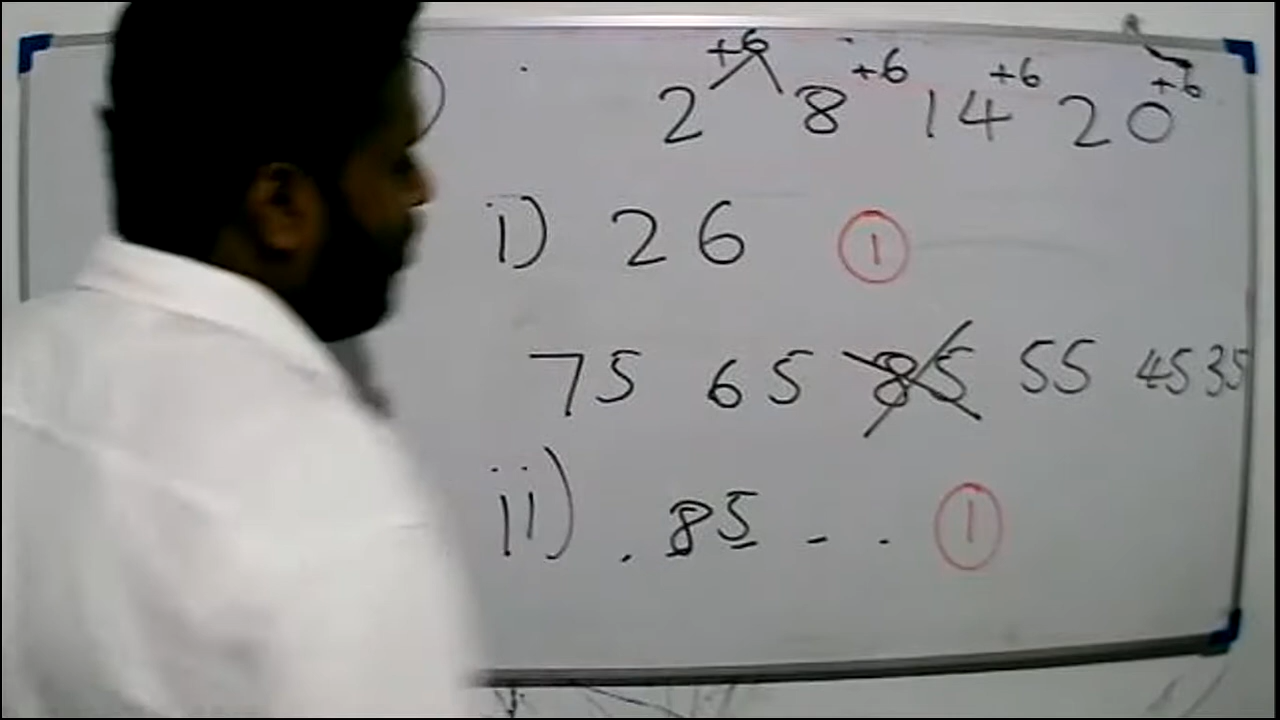 ) +6 +6 +6 +6
2 8 14 20
i) 26 1
75 65 85 55 45 35
ii) . 85 - . 1